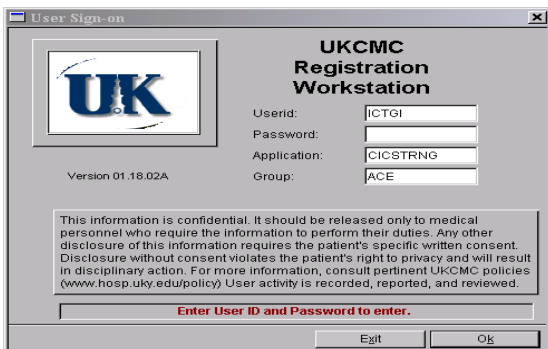 User Sign-on
UK
UKCMC
Registration
Workstation
Userid: ICTGI
Password:
Application: CICSTRNG
Group: ACE
Version 01.18.02A
This information is confidential. It should be released only to medical
personnel who require the information to perform their duties. Any other
disclosure of this information requires the patient's specific written consent.
Disclosure without consent violates the patient's right to privacy and will result
in disciplinary action. For more information, consult pertinent UKCMC policies
(www.hosp.uky.edu/policy) User activity is recorded, reported, and reviewed.
Enter User ID and Password to enter.
Exit Ok